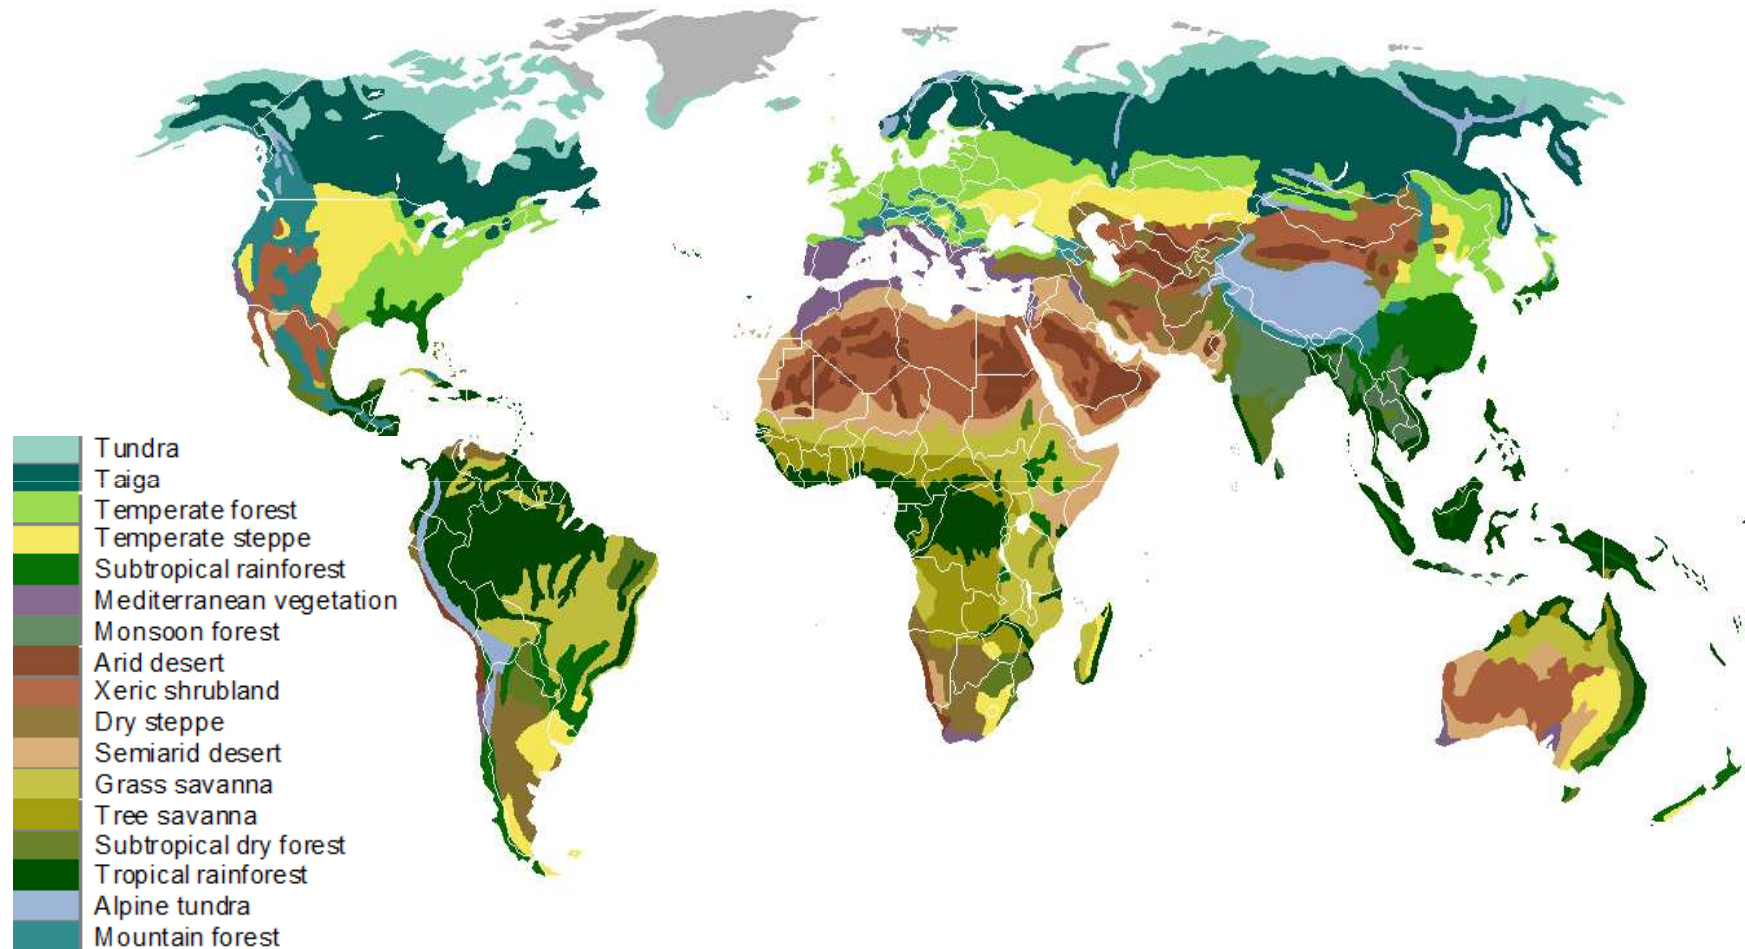 Tundra
Taiga
Temperate forest
Temperate steppe
Subtropical rainforest
Mediterranean vegetation
Monsoon forest
Arid desert
Xeric shrubland
Dry steppe
Semiarid desert
Grass savanna
Tree savanna
Subtropical dry forest
Tropical rainforest
Alpine tundra
Mountain forest